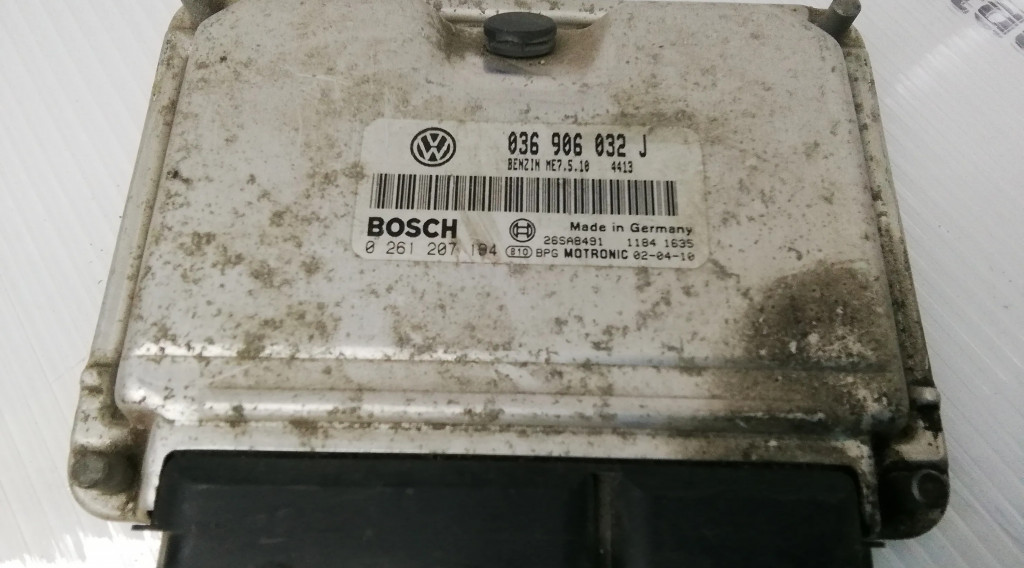 036 906 032 J
BENZIN ME7.5.10 4413
BOSCH Made in Germany
26SA8491 1184 1635
0 261 207 194 810 BPG MOTRONIC 02-04-10